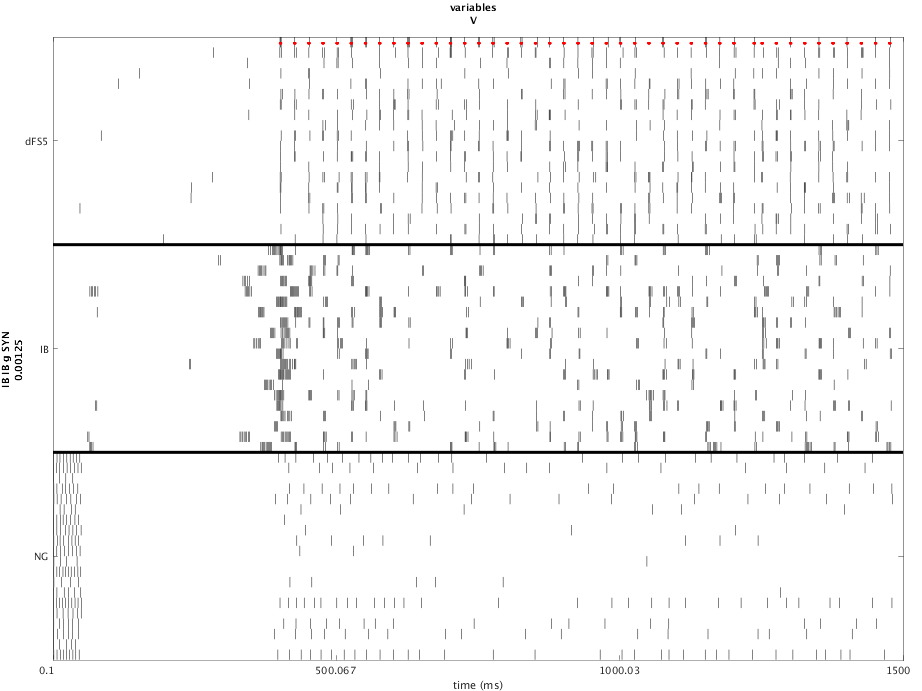 variables
V
dFS5
IB IB g SYN
0.00125
IB
NG
0.1
500.067
1000.03
1500
time (ms)